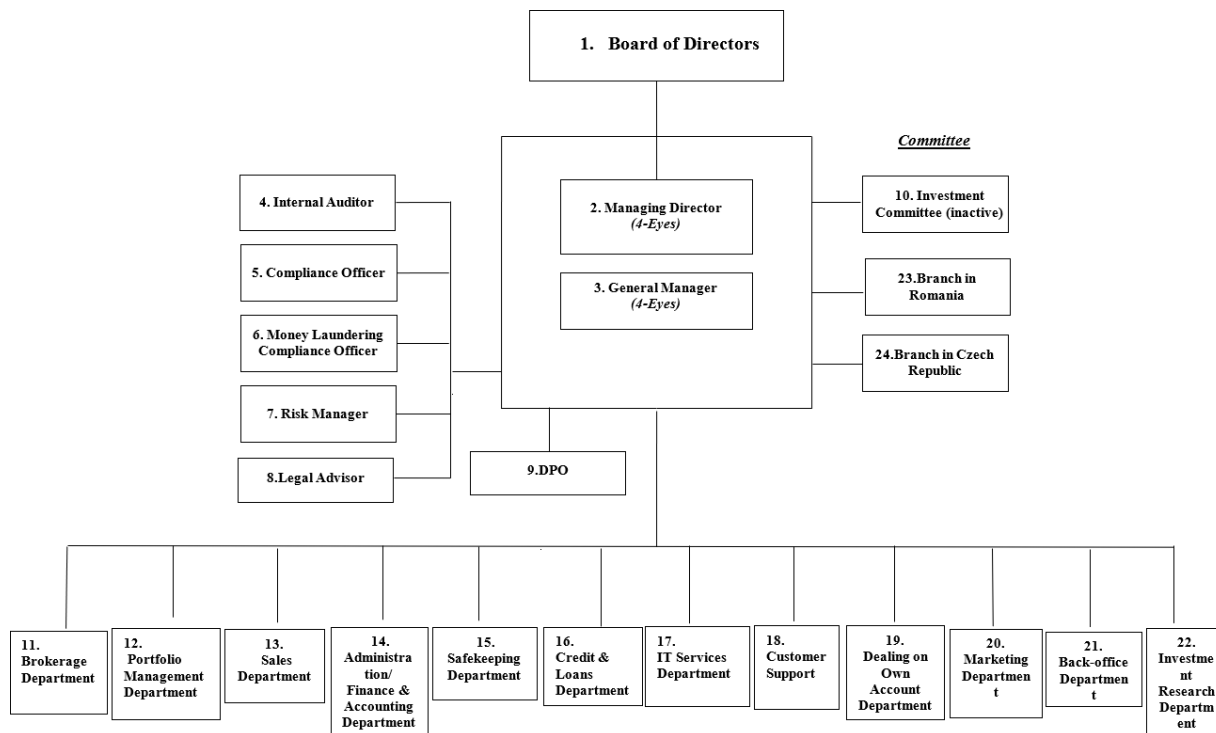 1. Board of Directors
Committee
2. Managing Director
(4-Eyes)
3. General Manager
(4-Eyes)
4. Internal Auditor
5. Compliance Officer
6. Money Laundering
Compliance Officer
7. Risk Manager
8.Legal Advisor
9.DPO
10. Investment
Committee (inactive)
23.Branch in
Romania
24.Branch in Czech
Republic
11.
Brokerage
Department
12.
Portfolio
Management
Department
13.
Sales
Department
14.
Administra
tion/
Finance &
Accounting
Department
15.
Safekeeping
Department
16.
Credit &
Loans
Department
17.
IT Services
Department
18.
Customer
Support
19.
Dealing on
Own
Account
Department
20.
Marketing
Departmen
t
21.
Back-office
Departmen
t
22.
Investme
nt
Research
Departm
ent